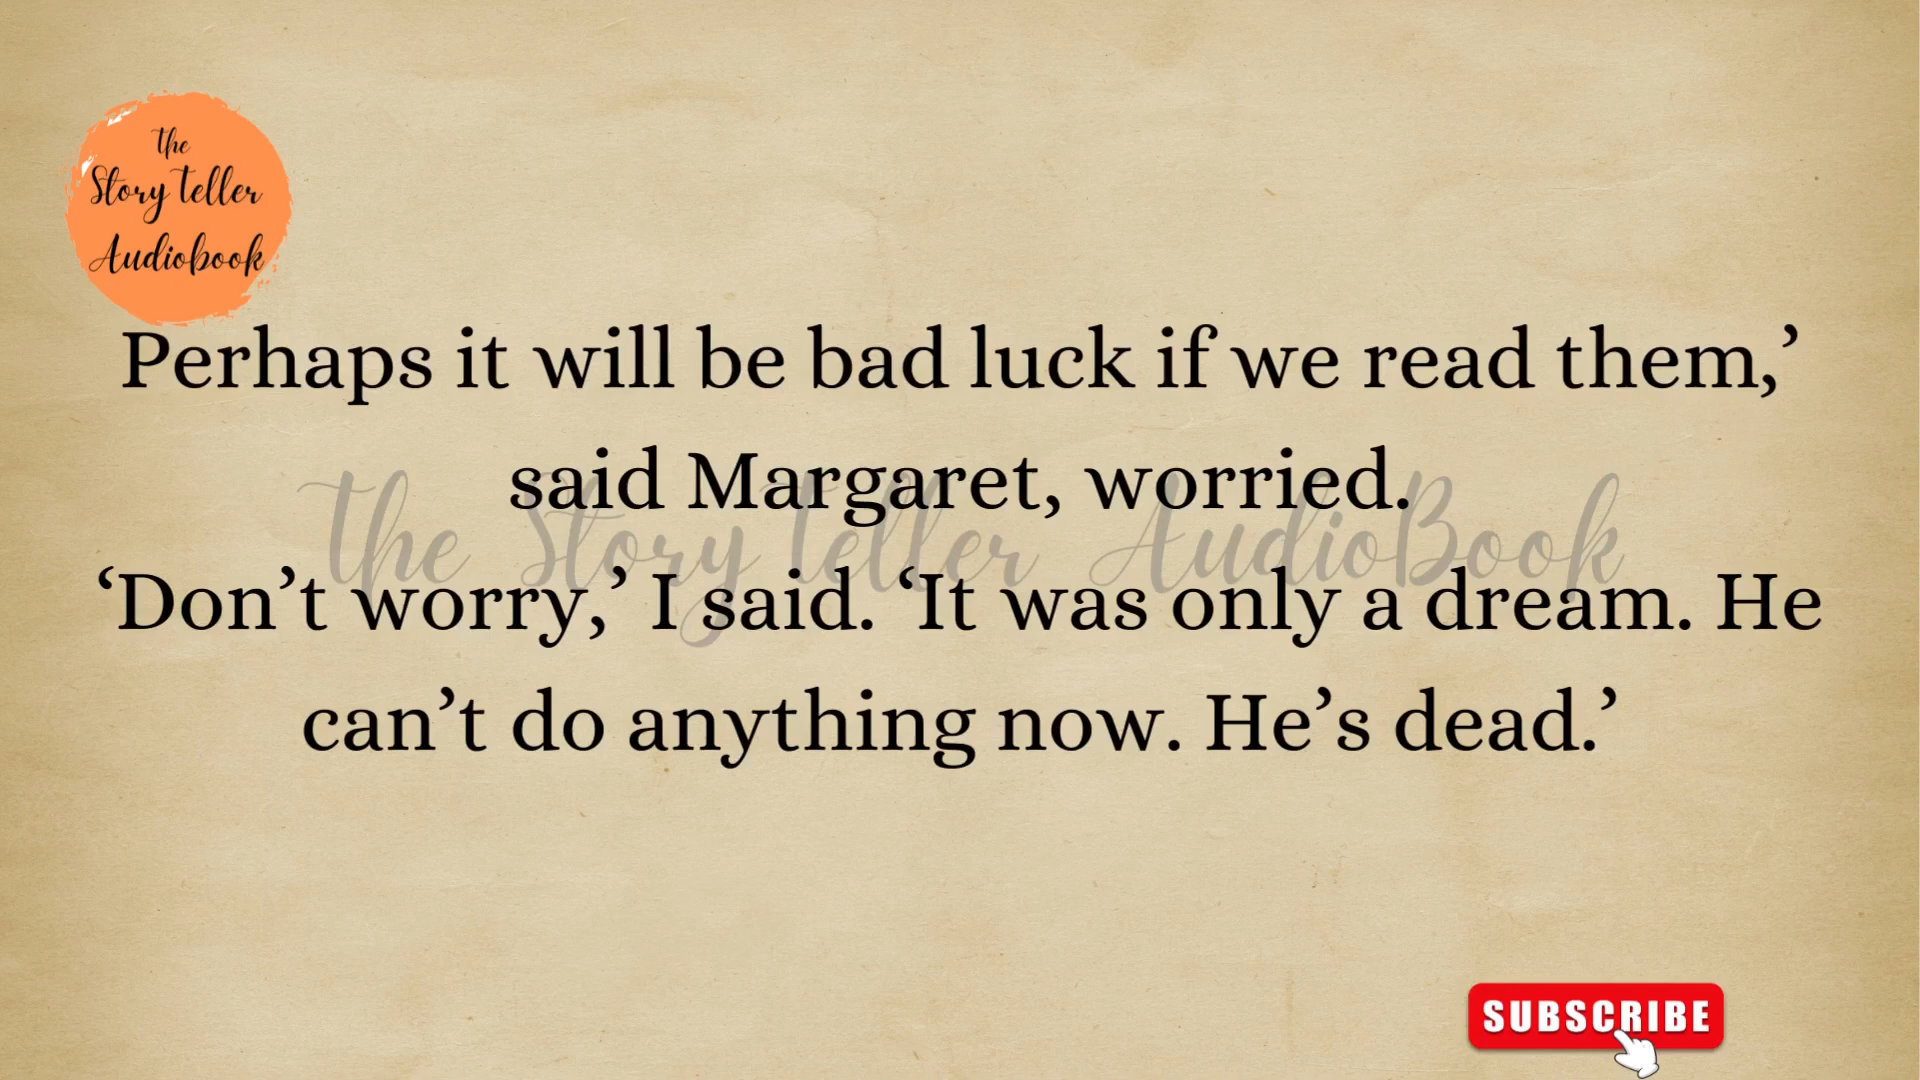 the
Story Teller
Audiobook
Perhaps it will be bad luck if we read them,’
said Margaret, worried.
the Story Teller AudioBook
‘Don’t worry,’ I said. ‘It was only a dream. He
can’t do anything now. He’s dead.’
SUBSCRIBE